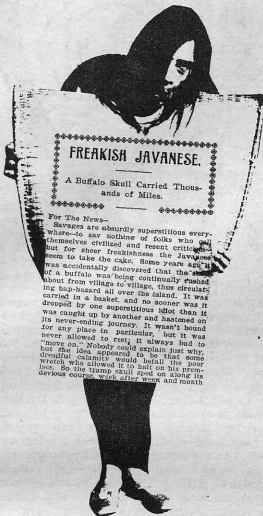 FREAKISH JAVANESE.
A Buffalo Skull Carried Thous-
ands of Miles.
For The News—
Savages are absurdly superstitious every-
where—to say nothing of folks who call
themselves civilized and resent criticism—
but for sheer freakishness the Javanese
seem to take the cake. Some years ago it
was accidentally discovered that the skull
of a buffalo was being continually rushed
about from village to village, thus circulat-
ing hap-hazard all over the island. It was
carried in a basket, and no sooner was it
dropped by one superstitious idiot than it
was caught up by another and hastened on
its never-ending journey. It wasn't bound
for any place in particular, but it was
never allowed to rest; it always had to
"move on." Nobody could explain just why,
but the idea appeared to be that some
dreadful calamity would befall the poor
wretch who allowed it to halt on his prem-
ises. So the tramp skull sped on along its
devious course, week after week and month